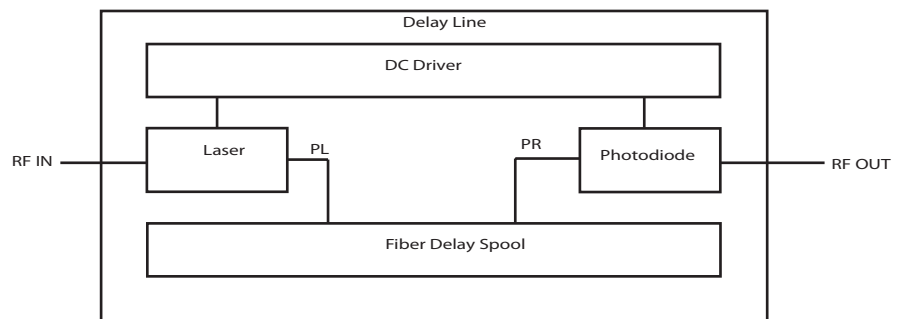 Delay Line
DC Driver
Laser
PL
PR
Photodiode
RF IN
RF OUT
Fiber Delay Spool